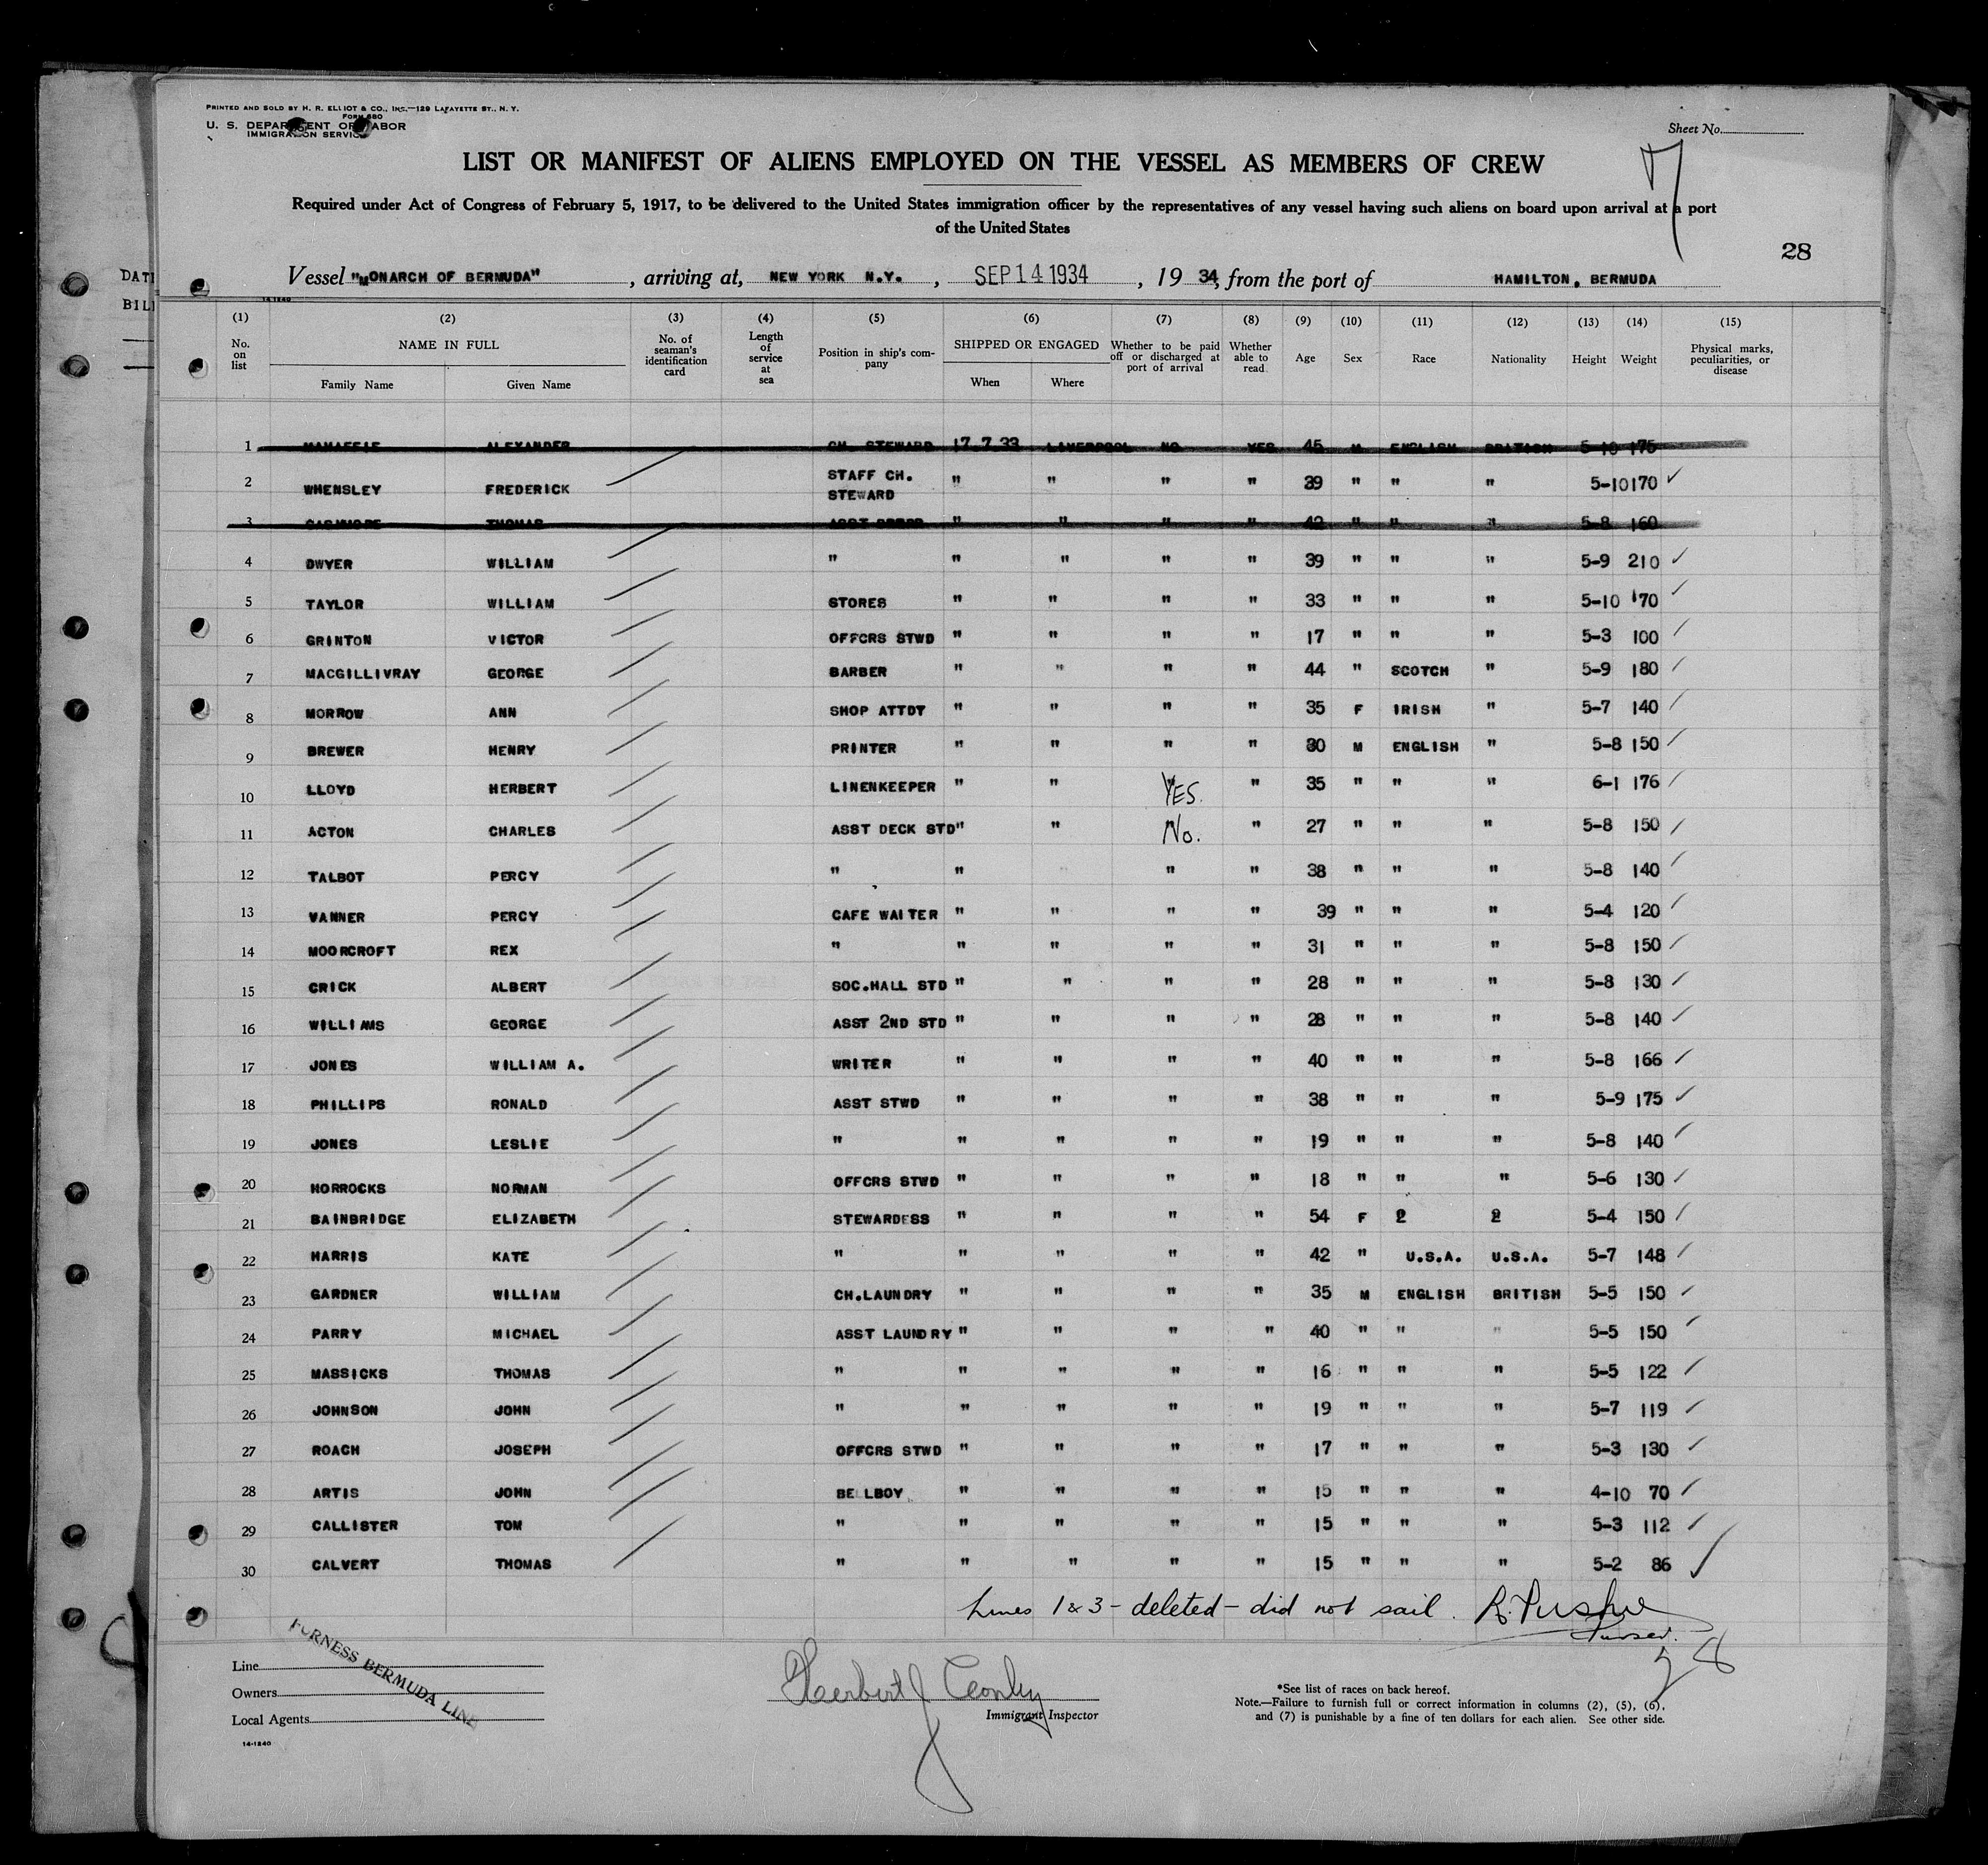 PRINTED AND SOLD BY H. R. ELLIOT & CO., INC.—129 LAFAYETTE ST., N. Y.
FORM 680
U. S. DEPARTMENT OF LABOR
IMMIGRATION SERVICE
Sheet No.
7
LIST OR MANIFEST OF ALIENS EMPLOYED ON THE VESSEL AS MEMBERS OF CREW
Required under Act of Congress of February 5, 1917, to be delivered to the United States immigration officer by the representatives of any vessel having such aliens on board upon arrival at a port
of the United States
28
Vessel "MONARCH OF BERMUDA", arriving at, NEW YORK N.Y., SEP 14 1934, 19 34, from the port of HAMILTON, BERMUDA
14-1240
(1) (2) (3) (4) (5) (6) (7) (8) (9) (10) (11) (12) (13) (14) (15)
No. on list NAME IN FULL Family Name Given Name No. of seaman's identification card Length of service at sea Position in ship's company SHIPPED OR ENGAGED When Where Whether to be paid off or discharged at port of arrival Whether able to read Age Sex Race Nationality Height Weight Physical marks, peculiarities, or disease
1 ALEXANDER CH. STEWARD 17.7.33 LIVERPOOL NO YES 45 M ENGLISH BRITISH 5-10 175
2 WHENSLEY FREDERICK STAFF CH. STEWARD " " " " 39 " " " 5-10 170
3 THOMAS " " " " 42 " " " 5-8 160
4 DWYER WILLIAM " " " " " 39 " " " 5-9 210
5 TAYLOR WILLIAM STORES " " " " 33 " " " 5-10 170
6 GRINTON VICTOR OFFCRS STWD " " " " 17 " " " 5-3 100
7 MACGILLIVRAY GEORGE BARBER " " " " 44 " SCOTCH " 5-9 180
8 MORROW ANN SHOP ATTDT " " " " 35 F IRISH " 5-7 140
9 BREWER HENRY PRINTER " " " " 30 M ENGLISH " 5-8 150
10 LLOYD HERBERT LINENKEEPER " " YES. " 35 " " " 6-1 176
11 ACTON CHARLES ASST DECK STD " " No. " 27 " " " 5-8 150
12 TALBOT PERCY " " " " " 38 " " " 5-8 140
13 VANNER PERCY CAFE WAITER " " " " 39 " " " 5-4 120
14 MOORCROFT REX " " " " " 31 " " " 5-8 150
15 CRICK ALBERT SOC.HALL STD " " " " 28 " " " 5-8 130
16 WILLIAMS GEORGE ASST 2ND STD " " " " 28 " " " 5-8 140
17 JONES WILLIAM A. WRITER " " " " 40 " " " 5-8 166
18 PHILLIPS RONALD ASST STWD " " " " 38 " " " 5-9 175
19 JONES LESLIE " " " " " 19 " " " 5-8 140
20 HORROCKS NORMAN OFFCRS STWD " " " " 18 " " " 5-6 130
21 BAINBRIDGE ELIZABETH STEWARDESS " " " " 54 F 2 2 5-4 150
22 HARRIS KATE " " " " " 42 " U.S.A. U.S.A. 5-7 148
23 GARDNER WILLIAM CH.LAUNDRY " " " " 35 M ENGLISH BRITISH 5-5 150
24 PARRY MICHAEL ASST LAUNDRY " " " " 40 " " " 5-5 150
25 MASSICKS THOMAS " " " " " 16 " " " 5-5 122
26 JOHNSON JOHN " " " " " 19 " " " 5-7 119
27 ROACH JOSEPH OFFCRS STWD " " " " 17 " " " 5-3 130
28 ARTIS JOHN BELLBOY " " " " 15 " " " 4-10 70
29 CALLISTER TOM " " " " " 15 " " " 5-3 112
30 CALVERT THOMAS " " " " " 15 " " " 5-2 86
Lines 1 & 3 - deleted - did not sail.
Purser.
28
Line
Owners
Local Agents
FURNESS BERMUDA LINE
Herbert J
Immigrant Inspector
*See list of races on back hereof.
Note.—Failure to furnish full or correct information in columns (2), (5), (6),
and (7) is punishable by a fine of ten dollars for each alien. See other side.
14-1240